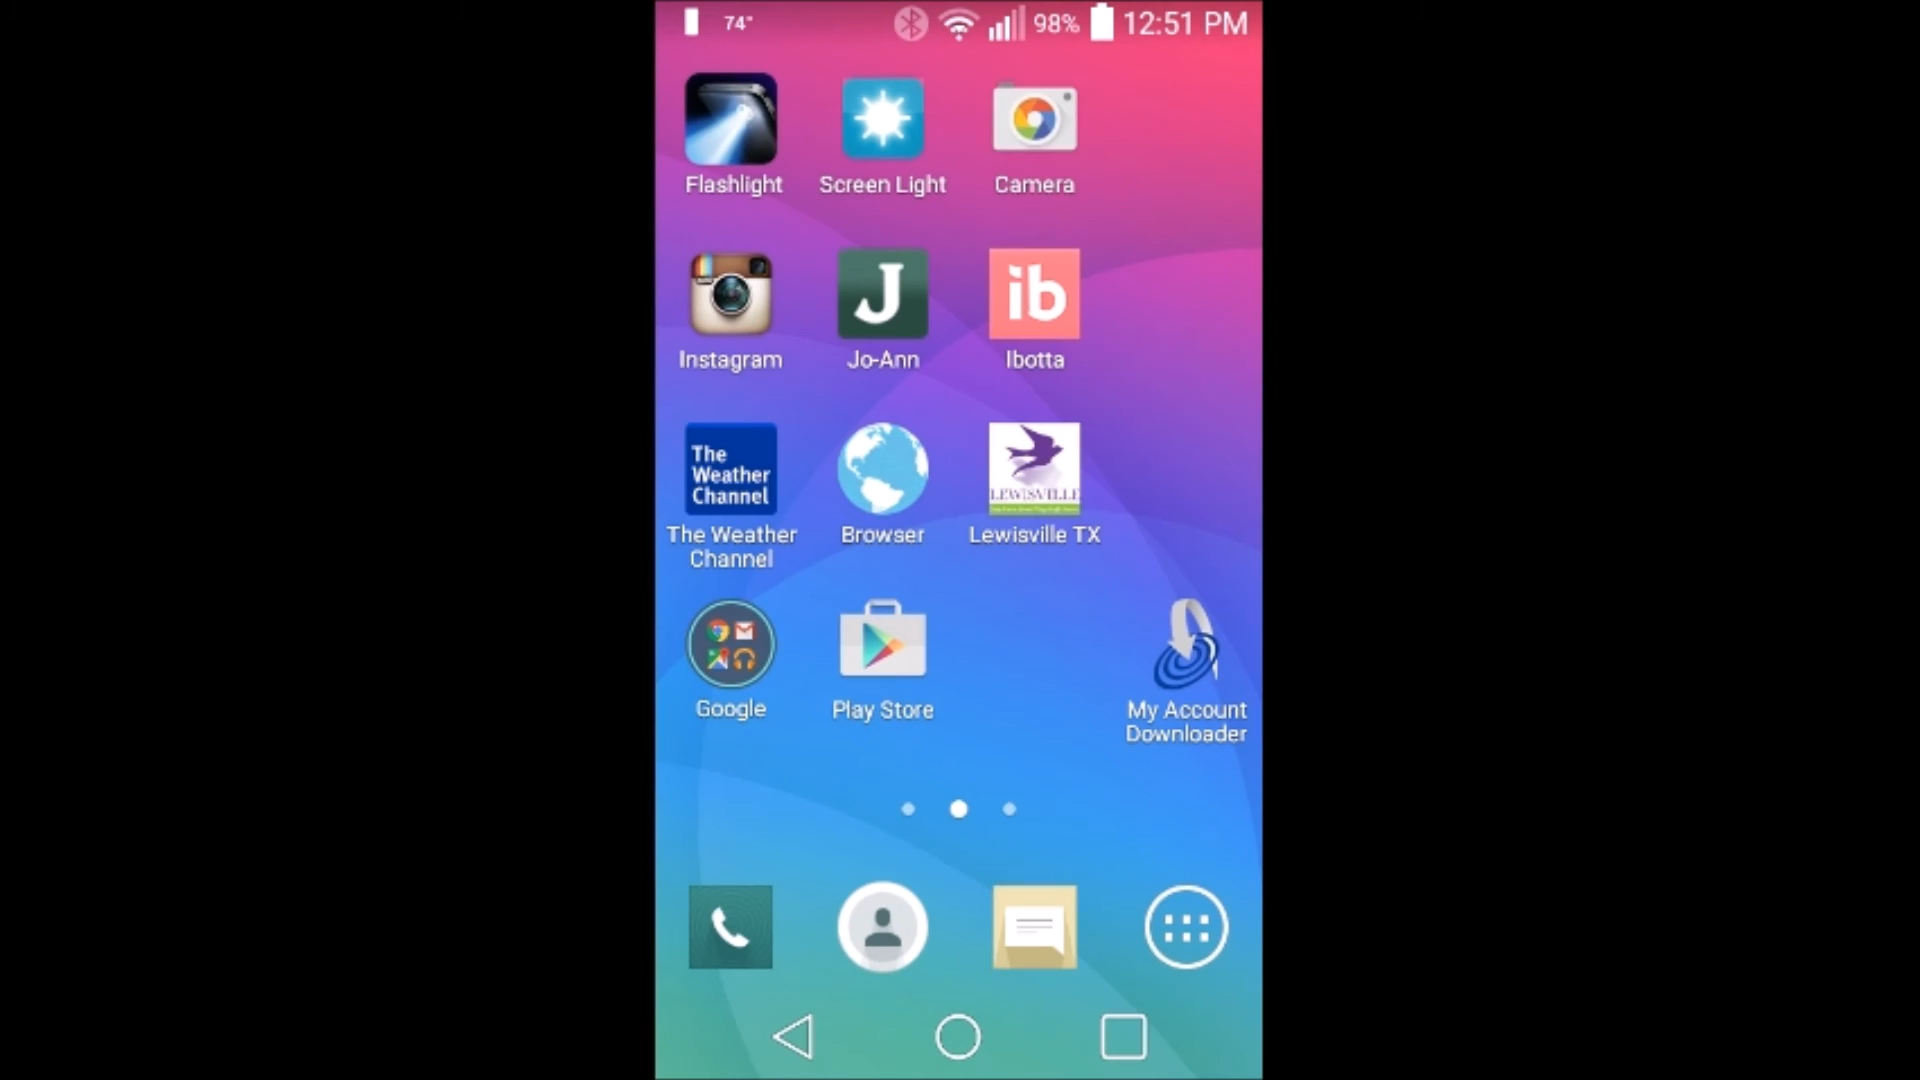 74°
98%
12:51 PM
Flashlight
Screen Light
Camera
J
ib
Instagram
Jo-Ann
Ibotta
The
Weather
Channel
LEWISVILLE
The Weather
Channel
Browser
Lewisville TX
Google
Play Store
My Account
Downloader